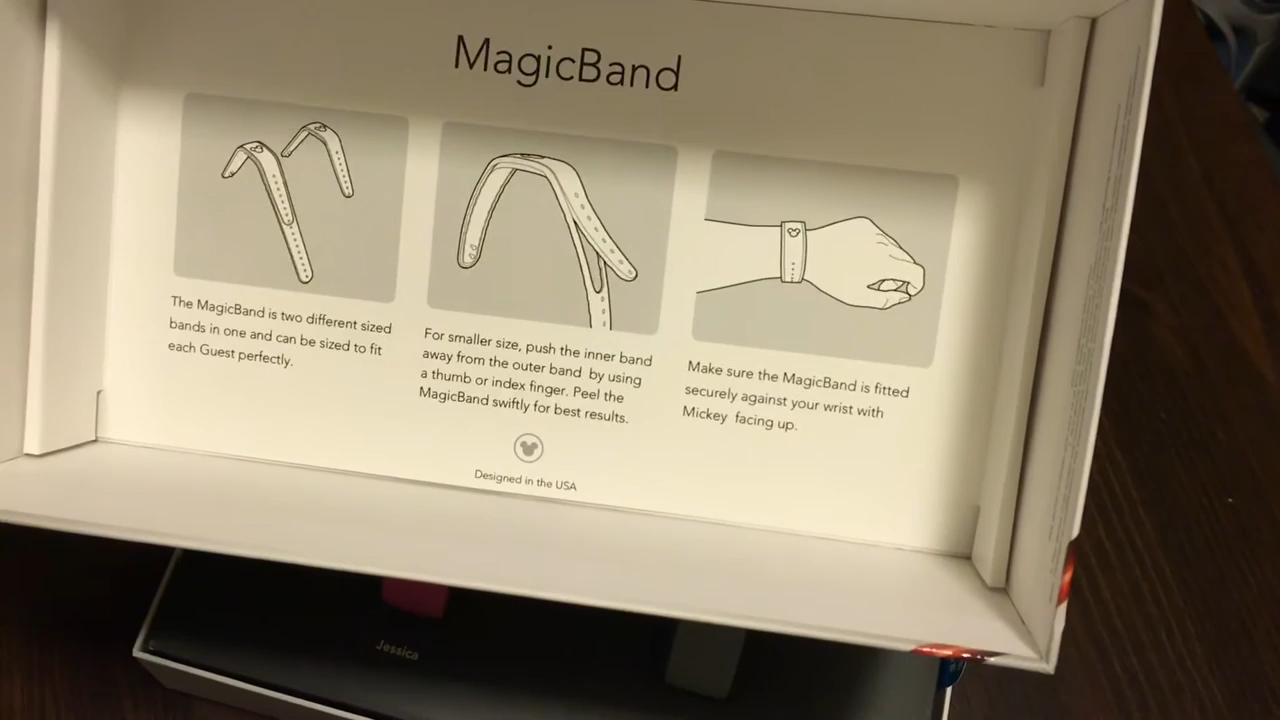 MagicBand
The MagicBand is two different sized
bands in one and can be sized to fit
each Guest perfectly.
For smaller size, push the inner band
away from the outer band by using
a thumb or index finger. Peel the
MagicBand swiftly for best results.
Make sure the MagicBand is fitted
securely against your wrist with
Mickey facing up.
Designed in the USA
Jessica